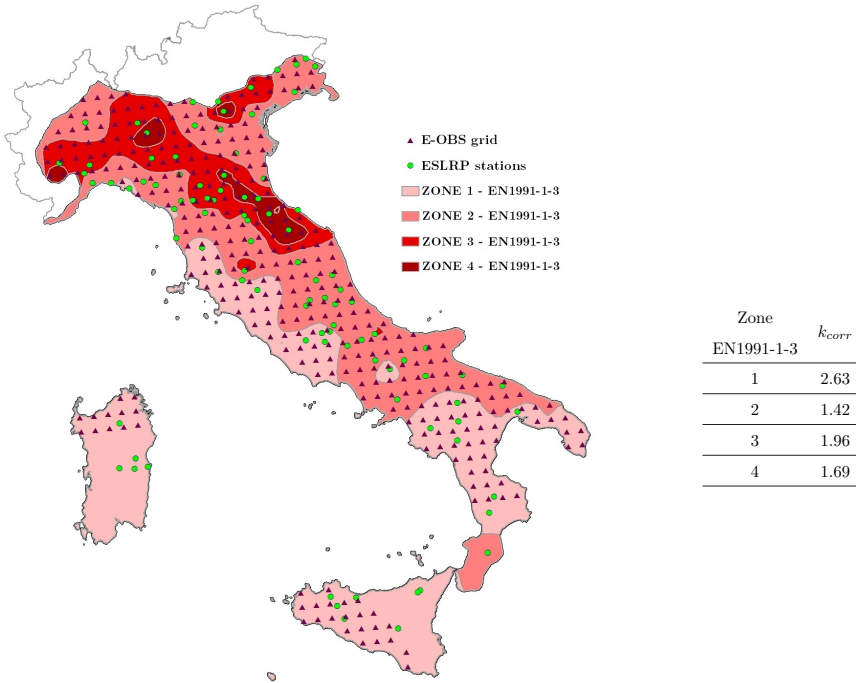 E-OBS grid
ESLRP stations
ZONE 1 - EN1991-1-3
ZONE 2 - EN1991-1-3
ZONE 3 - EN1991-1-3
ZONE 4 - EN1991-1-3
Zone
EN1991-1-3 k_corr
1 2.63
2 1.42
3 1.96
4 1.69